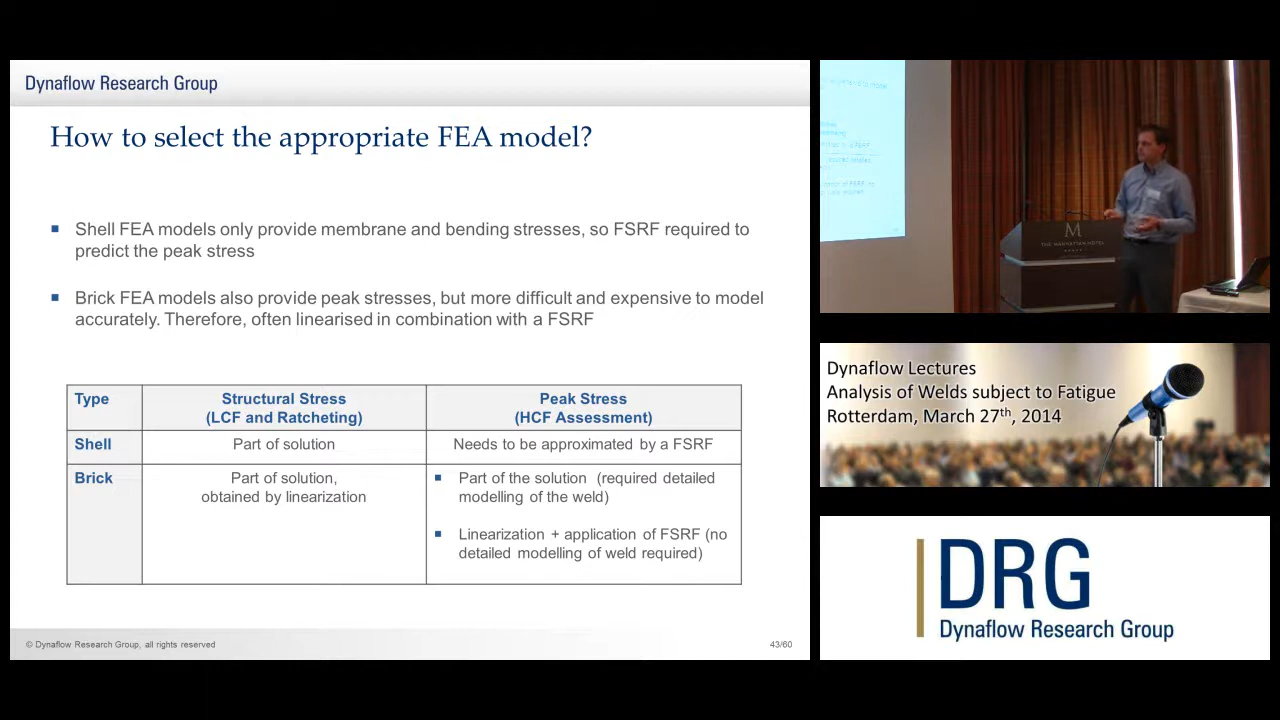 Dynaflow Research Group
How to select the appropriate FEA model?
Shell FEA models only provide membrane and bending stresses, so FSRF required to
predict the peak stress
Brick FEA models also provide peak stresses, but more difficult and expensive to model
accurately. Therefore, often linearised in combination with a FSRF
Type
Structural Stress
(LCF and Ratcheting)
Peak Stress
(HCF Assessment)
Shell
Part of solution
Needs to be approximated by a FSRF
Brick
Part of solution,
obtained by linearization
Part of the solution (required detailed
modelling of the weld)
Linearization + application of FSRF (no
detailed modelling of weld required)
© Dynaflow Research Group, all rights reserved
43/60
M
THE MANHATTAN HOTEL
Dynaflow Lectures
Analysis of Welds subject to Fatigue
Rotterdam, March 27th, 2014
DRG
Dynaflow Research Group